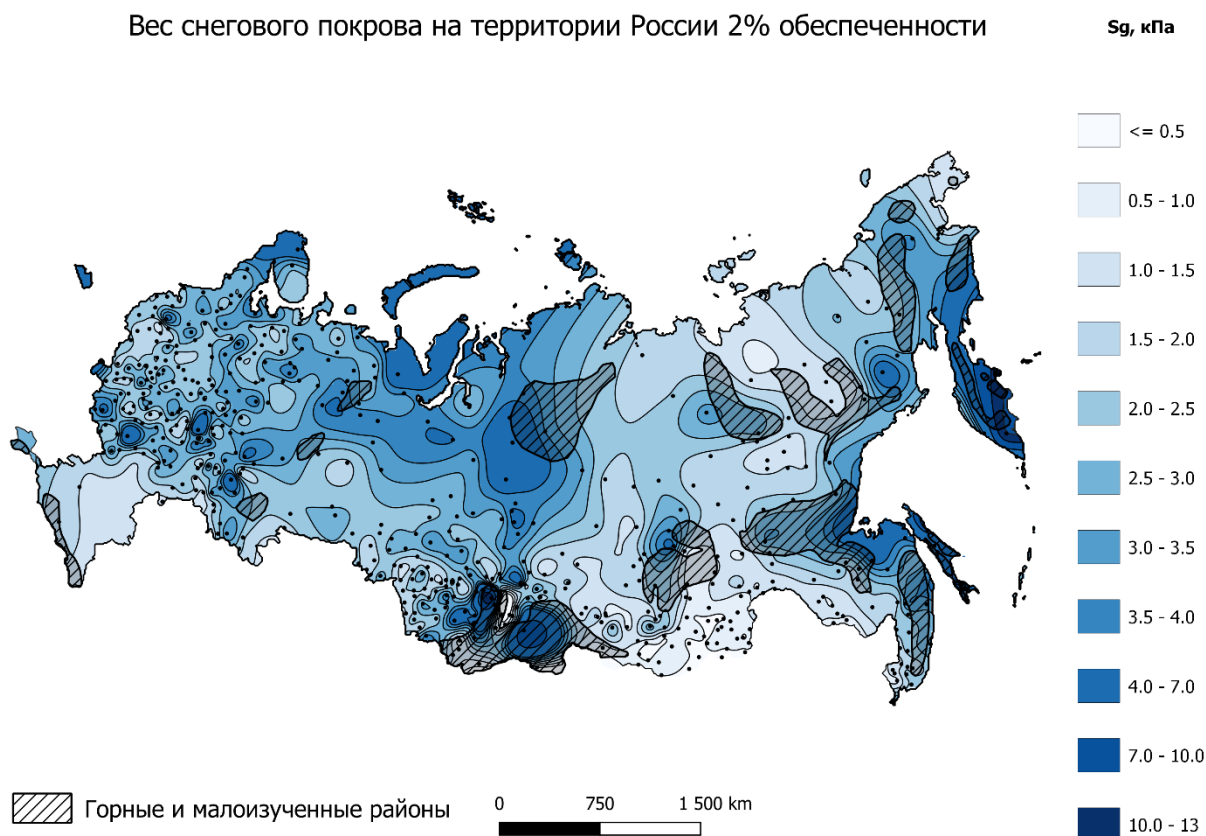 Вес снегового покрова на территории России 2% обеспеченности
Sg, кПа
<= 0.5
0.5 - 1.0
1.0 - 1.5
1.5 - 2.0
2.0 - 2.5
2.5 - 3.0
3.0 - 3.5
3.5 - 4.0
4.0 - 7.0
7.0 - 10.0
10.0 - 13
Горные и малоизученные районы
0 750 1 500 km